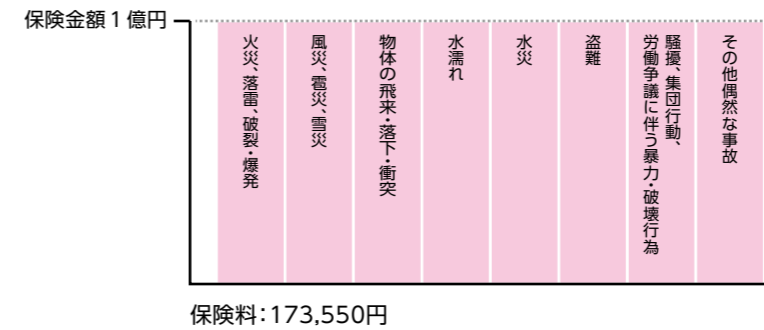 保険金額1億円
火災、落雷、破裂・爆発
風災、雹災、雪災
物体の飛来・落下・衝突
水濡れ
水災
盗難
騒擾、集団行動、
労働争議に伴う暴力・破壊行為
その他偶然な事故
保険料：173,550円